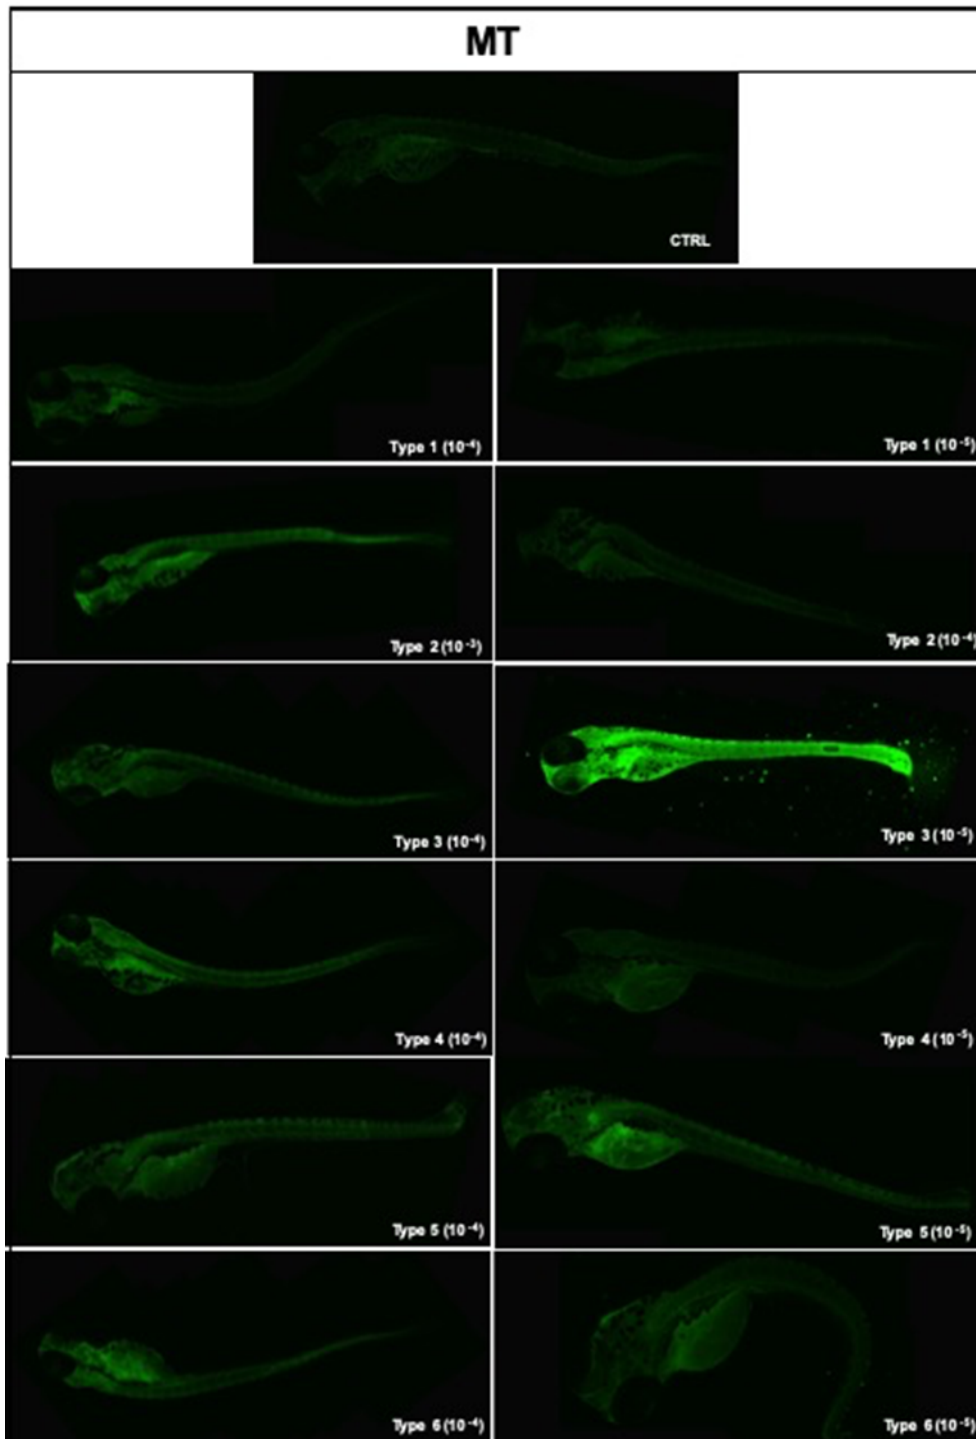 MT
CTRL
Type 1 (10⁻⁴)
Type 1 (10⁻⁵)
Type 2 (10⁻³)
Type 2 (10⁻⁴)
Type 3 (10⁻⁴)
Type 3 (10⁻⁵)
Type 4 (10⁻⁴)
Type 4 (10⁻⁵)
Type 5 (10⁻⁴)
Type 5 (10⁻⁵)
Type 6 (10⁻⁴)
Type 6 (10⁻⁵)